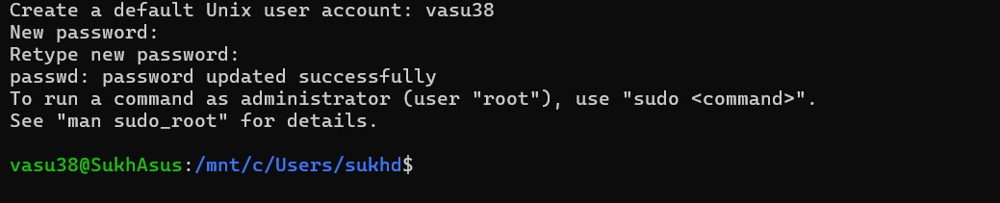 Create a default Unix user account: vasu38
New password:
Retype new password:
passwd: password updated successfully
To run a command as administrator (user "root"), use "sudo <command>".
See "man sudo_root" for details.
vasu38@SukhAsus:/mnt/c/Users/sukhd$